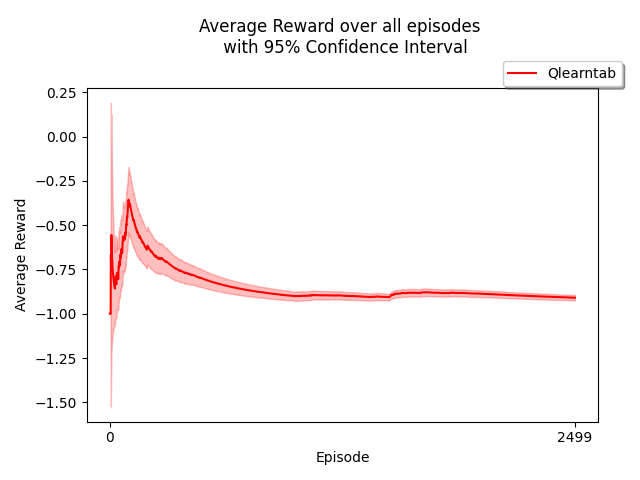 Average Reward over all episodes
with 95% Confidence Interval
Qlearntab
0.25
0.00
−0.25
−0.50
−0.75
−1.00
−1.25
−1.50
Average Reward
0 2499
Episode